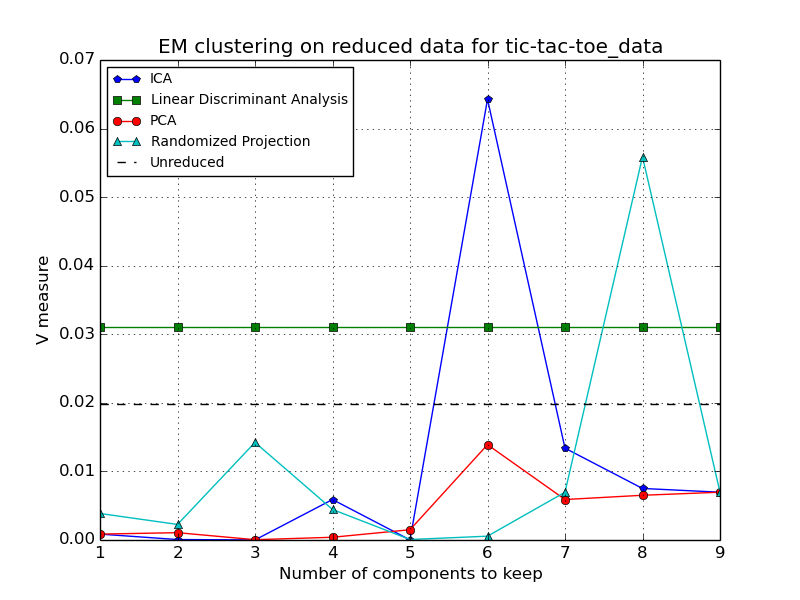 EM clustering on reduced data for tic-tac-toe_data
0.07
0.06
0.05
0.04
0.03
0.02
0.01
0.00
V measure
ICA
Linear Discriminant Analysis
PCA
Randomized Projection
Unreduced
1 2 3 4 5 6 7 8 9
Number of components to keep